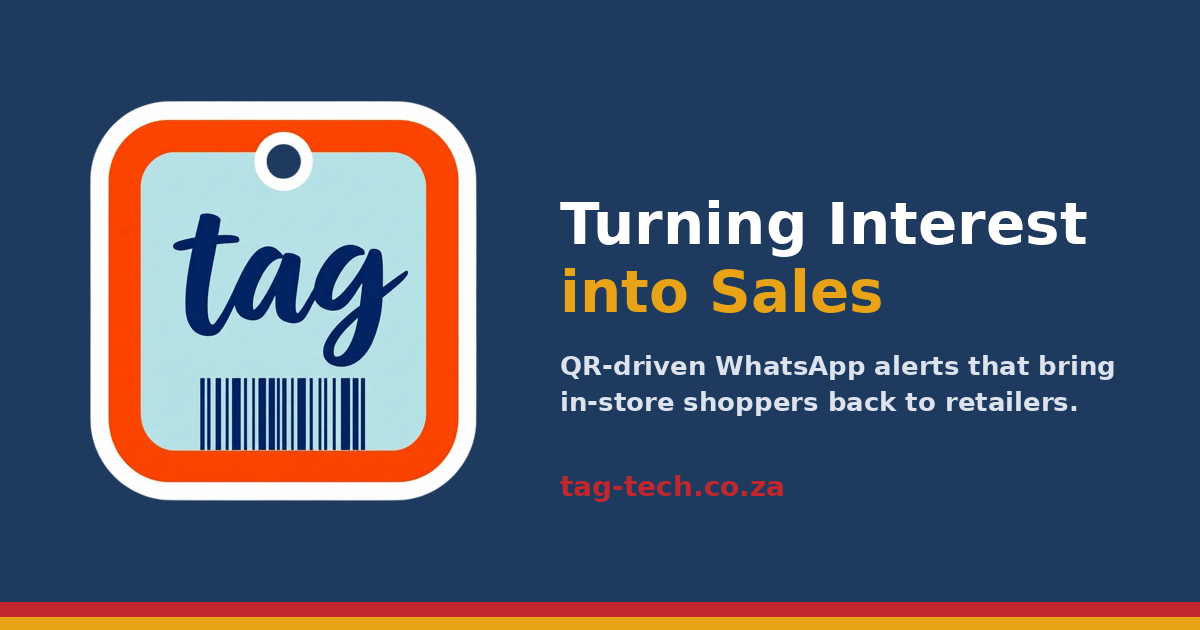 tag
Turning Interest
into Sales
QR-driven WhatsApp alerts that bring
in-store shoppers back to retailers.
tag-tech.co.za